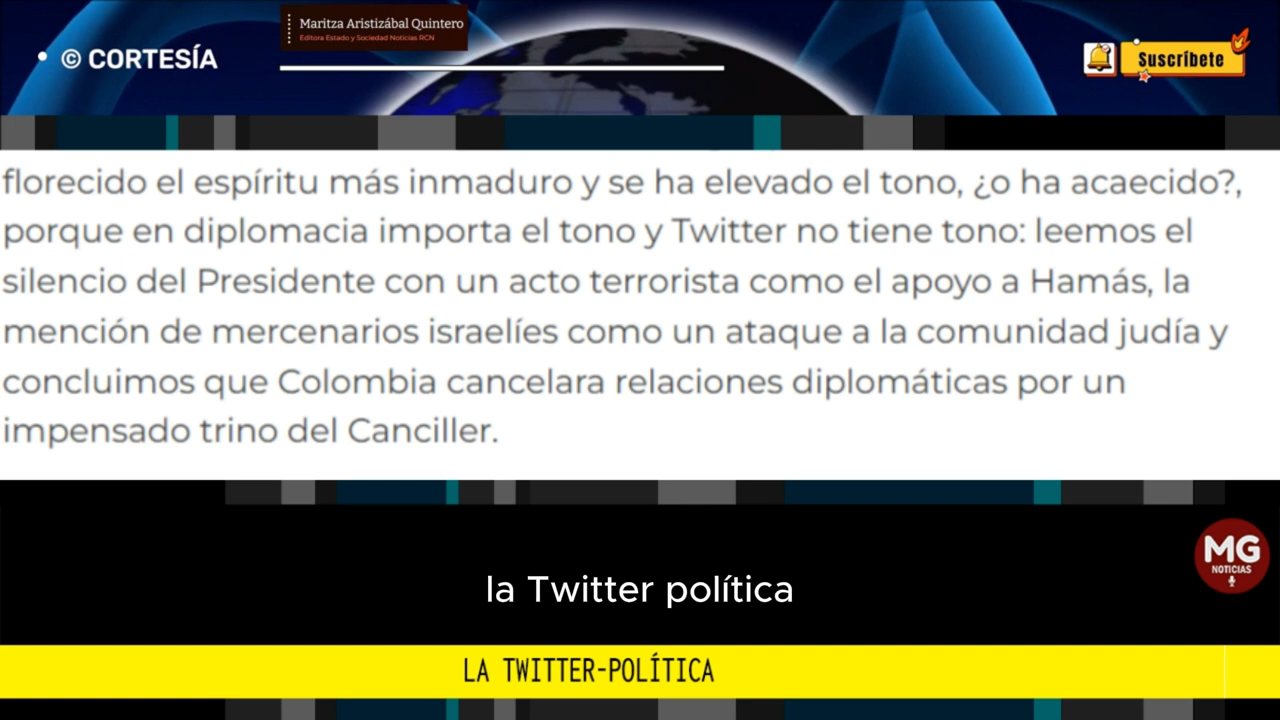 Maritza Aristizábal Quintero
Editora Estado y Sociedad Noticias RCN
© CORTESÍA
Suscríbete
florecido el espíritu más inmaduro y se ha elevado el tono, ¿o ha acaecido?,
porque en diplomacia importa el tono y Twitter no tiene tono: leemos el
silencio del Presidente con un acto terrorista como el apoyo a Hamás, la
mención de mercenarios israelíes como un ataque a la comunidad judía y
concluimos que Colombia cancelara relaciones diplomáticas por un
impensado trino del Canciller.
MG
NOTICIAS
la Twitter política
LA TWITTER-POLÍTICA